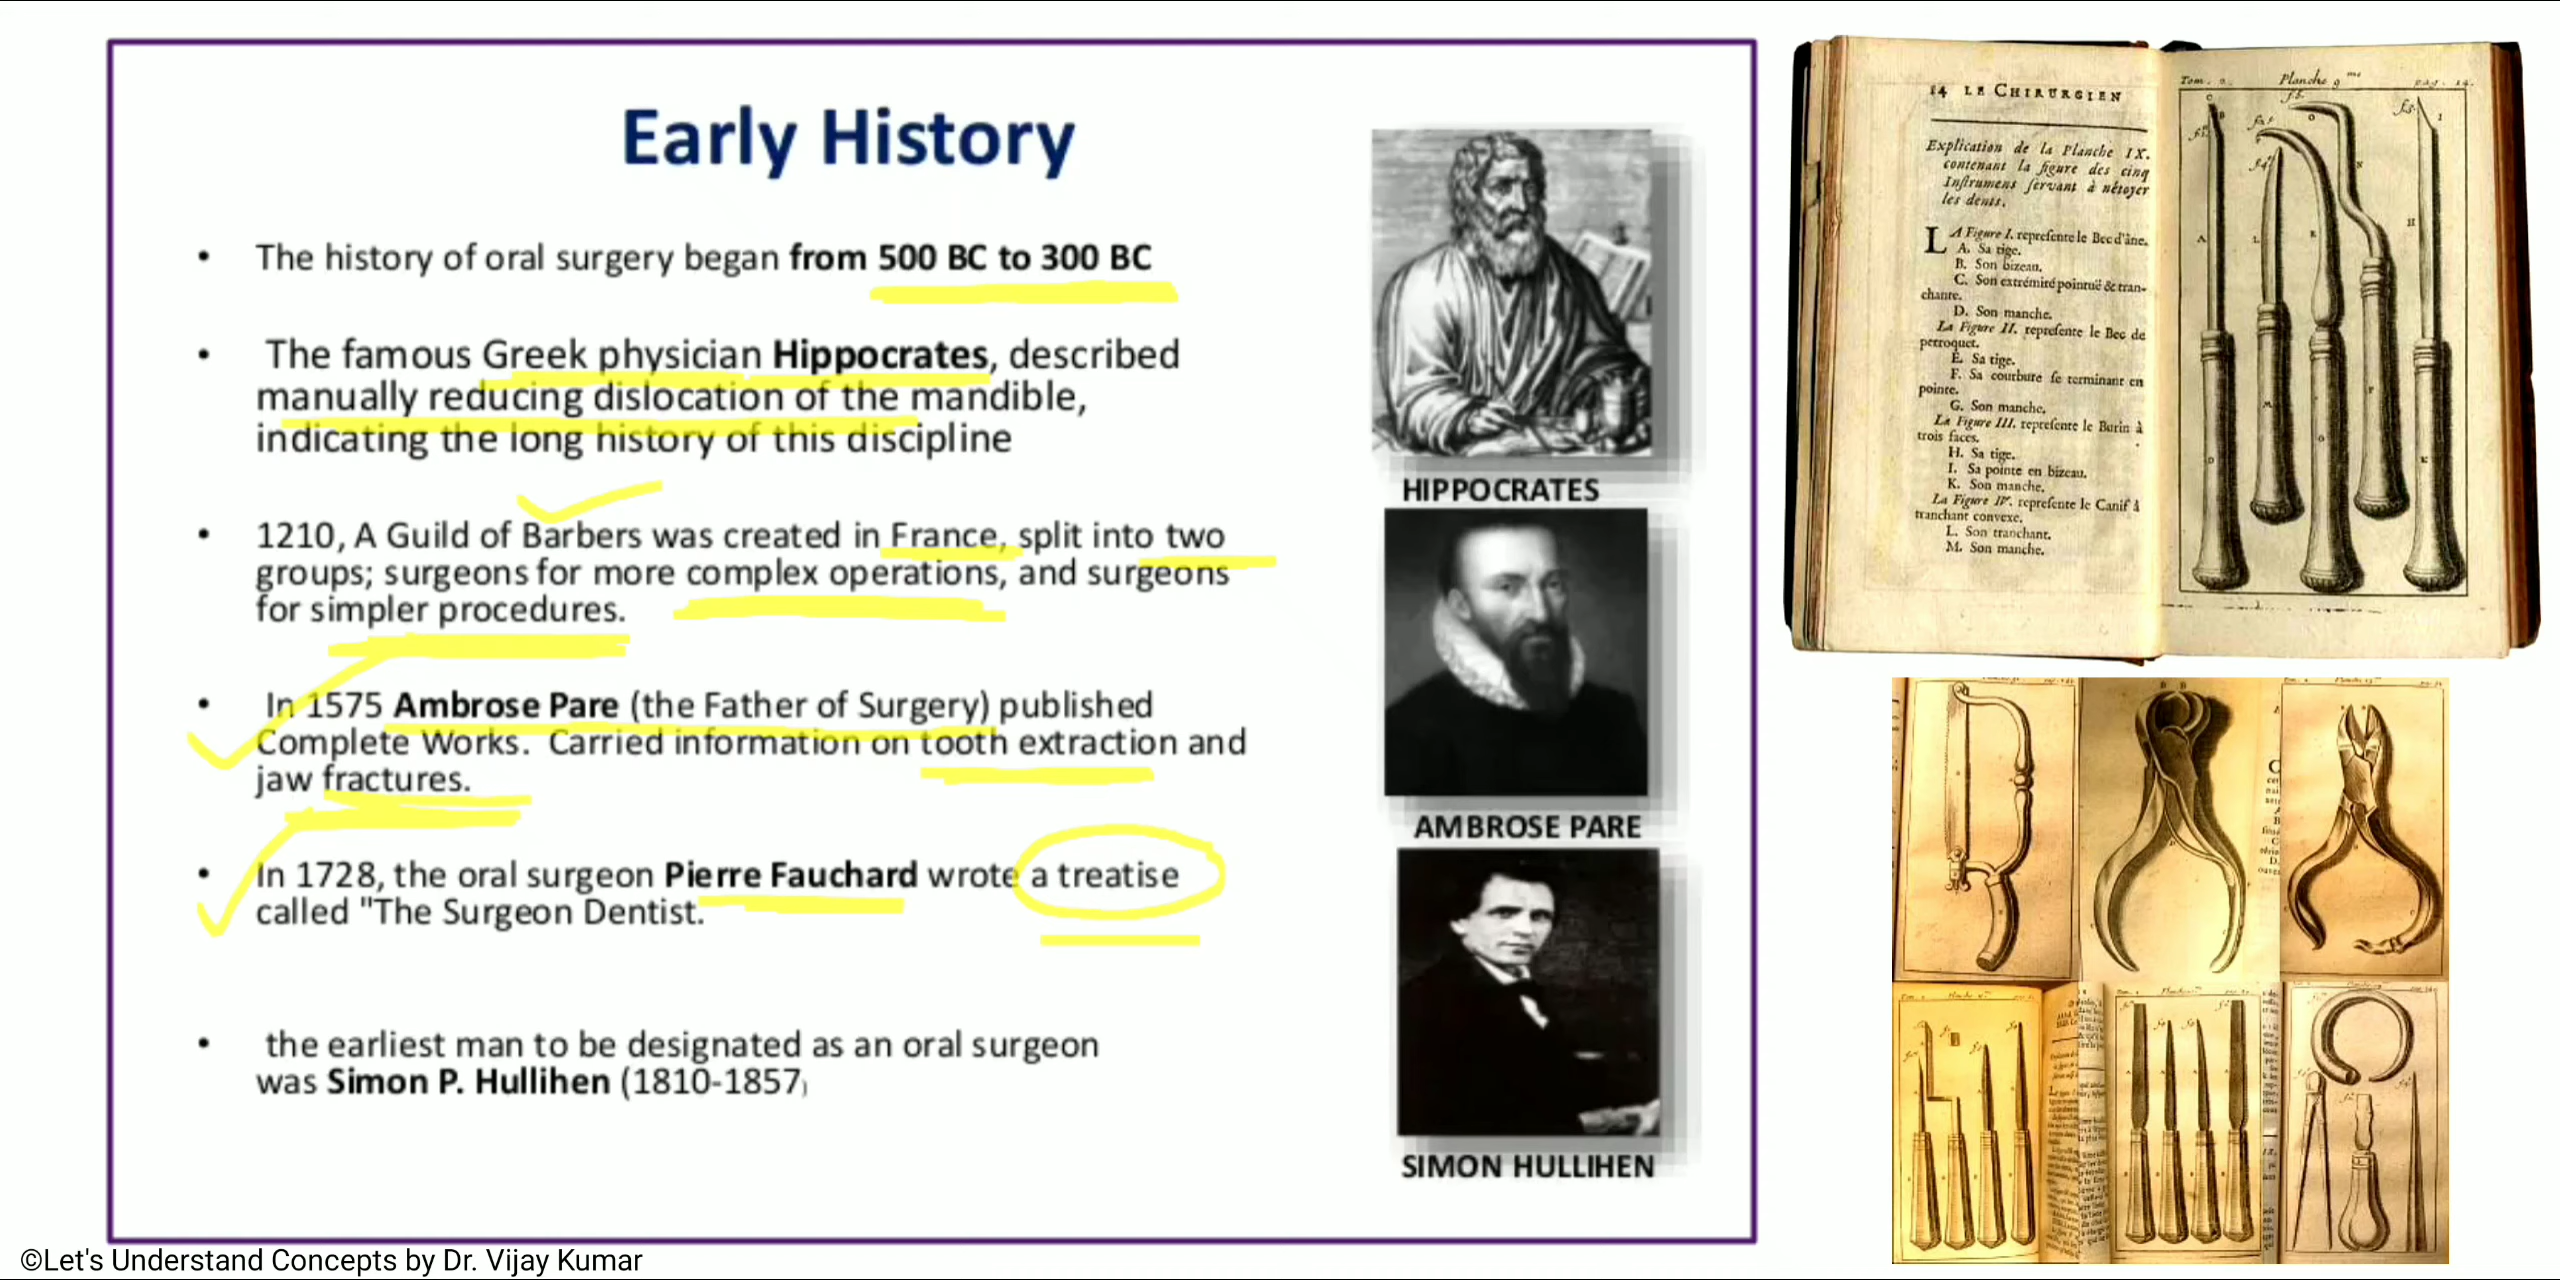 Early History
• The history of oral surgery began from 500 BC to 300 BC
• The famous Greek physician Hippocrates, described
manually reducing dislocation of the mandible,
indicating the long history of this discipline
• 1210, A Guild of Barbers was created in France, split into two
groups; surgeons for more complex operations, and surgeons
for simpler procedures.
• In 1575 Ambrose Pare (the Father of Surgery) published
Complete Works. Carried information on tooth extraction and
jaw fractures.
• In 1728, the oral surgeon Pierre Fauchard wrote a treatise
called "The Surgeon Dentist.
• the earliest man to be designated as an oral surgeon
was Simon P. Hullihen (1810-1857)
HIPPOCRATES
AMBROSE PARE
SIMON HULLIHEN
14 LE CHIRURGIEN
Explication de la Planche IX.
contenant la figure des cinq
Inſtrumens ſervant à nétoyer
les dents.
LA Figure I. repreſente le Bec d'âne.
A. Sa tige.
B. Son bizeau.
C. Son extrémité pointuë & tran-
chante.
D. Son manche.
La Figure II. repreſente le Bec de
perroquet.
E. Sa tige.
F. Sa courbure ſe terminant en
pointe.
G. Son manche.
La Figure III. repreſente le Burin à
trois faces.
H. Sa tige.
I. Sa pointe en bizeau.
K. Son manche.
La Figure IV. repreſente le Canif à
tranchant convexe.
L. Son tranchant.
M. Son manche.
Tom. 2. Planche 9me pag. 14.
©Let's Understand Concepts by Dr. Vijay Kumar